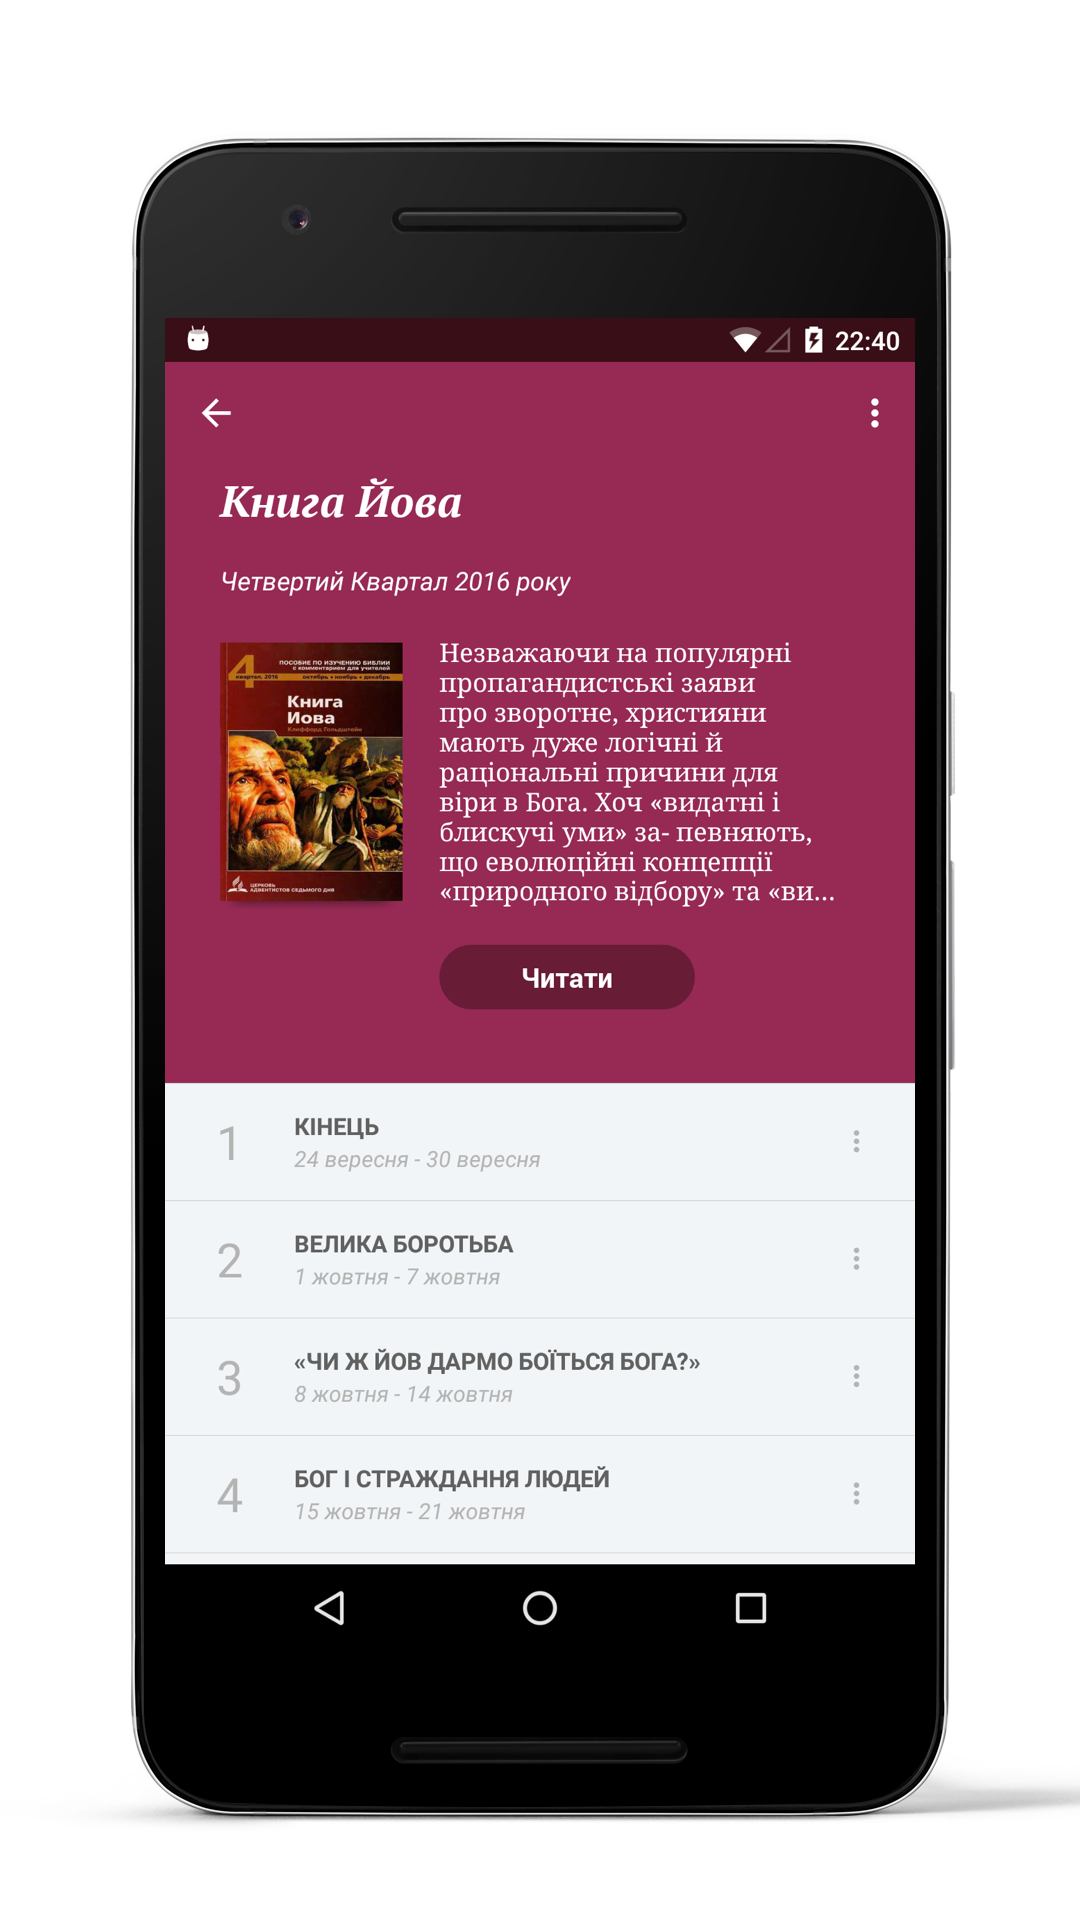 22:40
Книга Йова
Четвертий Квартал 2016 року
4
ПОСОБИЕ ПО ИЗУЧЕНИЮ БИБЛИИ
с комментарием для учителей
квартал, 2016 октябрь • ноябрь • декабрь
Книга
Иова
Клиффорд Гольдштейн
ЦЕРКОВЬ
АДВЕНТИСТОВ СЕДЬМОГО ДНЯ
Незважаючи на популярні
пропагандистські заяви
про зворотне, християни
мають дуже логічні й
раціональні причини для
віри в Бога. Хоч «видатні і
блискучі уми» за- певняють,
що еволюційні концепції
«природного відбору» та «ви...
Читати
1
КІНЕЦЬ
24 вересня - 30 вересня
2
ВЕЛИКА БОРОТЬБА
1 жовтня - 7 жовтня
3
«ЧИ Ж ЙОВ ДАРМО БОЇТЬСЯ БОГА?»
8 жовтня - 14 жовтня
4
БОГ І СТРАЖДАННЯ ЛЮДЕЙ
15 жовтня - 21 жовтня